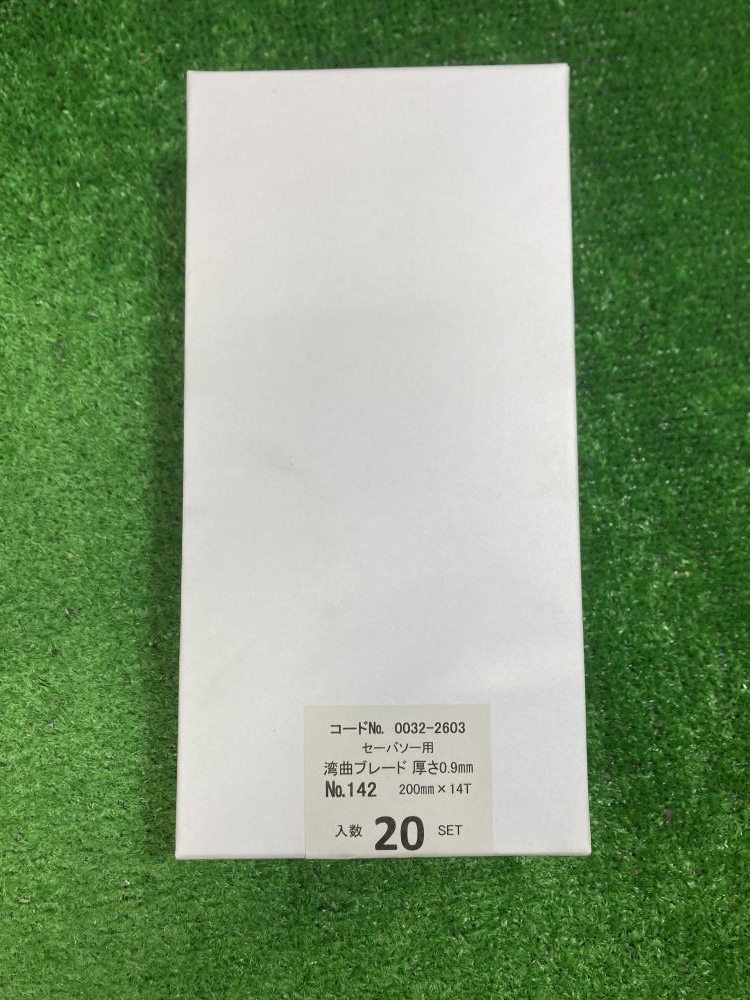 コードNo. 0032-2603
セーバソー用
湾曲ブレード 厚さ0.9mm
No.142 200mm×14T
入数 20 SET